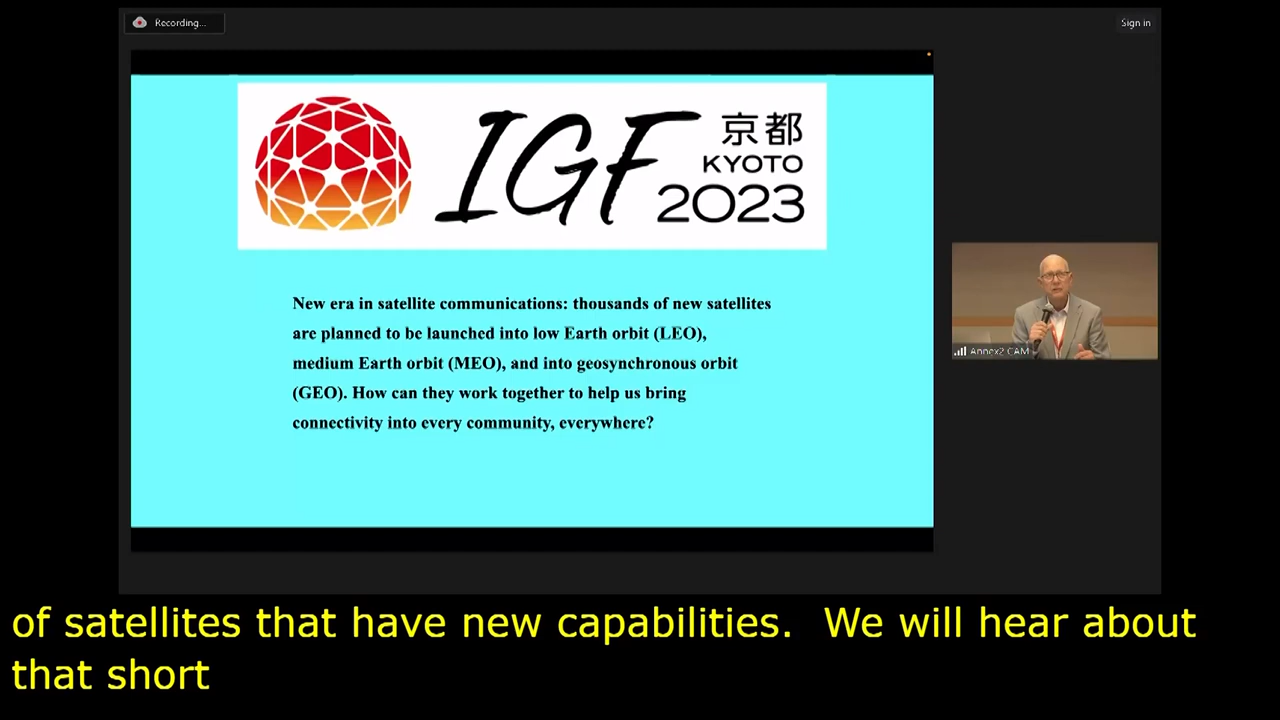 Recording...
Sign in
IGF
京都
KYOTO
2023
New era in satellite communications: thousands of new satellites
are planned to be launched into low Earth orbit (LEO),
medium Earth orbit (MEO), and into geosynchronous orbit
(GEO). How can they work together to help us bring
connectivity into every community, everywhere?
Annex2 CAM
of satellites that have new capabilities.  We will hear about
that short